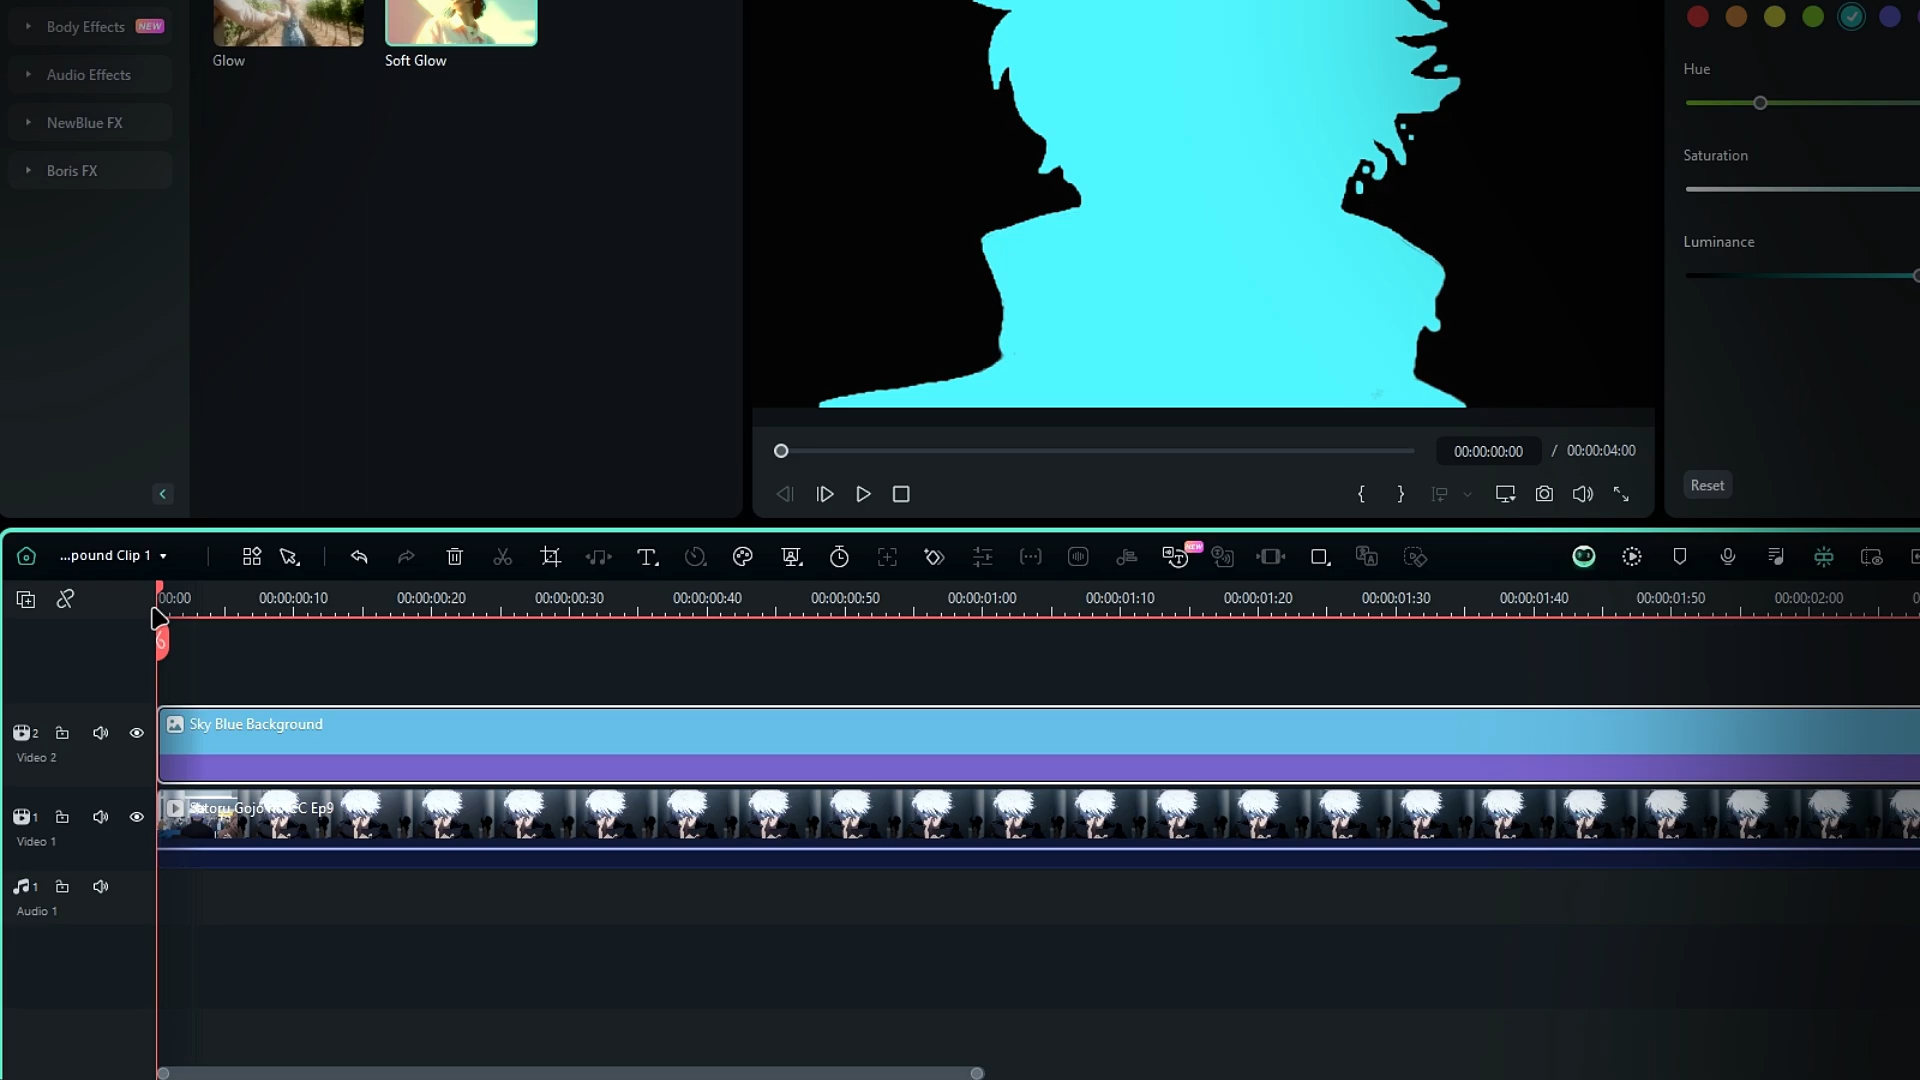 Body Effects NEW
Audio Effects
NewBlue FX
Boris FX
Glow
Soft Glow
Hue
Saturation
Luminance
Reset
00:00:00:00 / 00:00:04:00
...pound Clip 1
NEW
00:00 00:00:00:10 00:00:00:20 00:00:00:30 00:00:00:40 00:00:00:50 00:00:01:00 00:00:01:10 00:00:01:20 00:00:01:30 00:00:01:40 00:00:01:50 00:00:02:00
2
Video 2
Sky Blue Background
1
Video 1
Satoru Gojo
Ep9
1
Audio 1